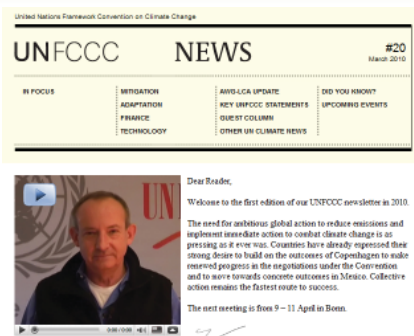 United Nations Framework Convention on Climate Change
UNFCCC NEWS #20
March 2010
IN FOCUS
MITIGATION
ADAPTATION
FINANCE
TECHNOLOGY
AWG-LCA UPDATE
KEY UNFCCC STATEMENTS
GUEST COLUMN
OTHER UN CLIMATE NEWS
DID YOU KNOW?
UPCOMING EVENTS
UN
Dear Reader,
Welcome to the first edition of our UNFCCC newsletter in 2010.
The need for ambitious global action to reduce emissions and
implement immediate action to combat climate change is as
pressing as it ever was. Countries have already expressed their
strong desire to build on the outcomes of Copenhagen to make
renewed progress in the negotiations under the Convention
and to move towards concrete outcomes in Mexico. Collective
action remains the fastest route to success.
The next meeting is from 9 – 11 April in Bonn.
0:00 / 0:00